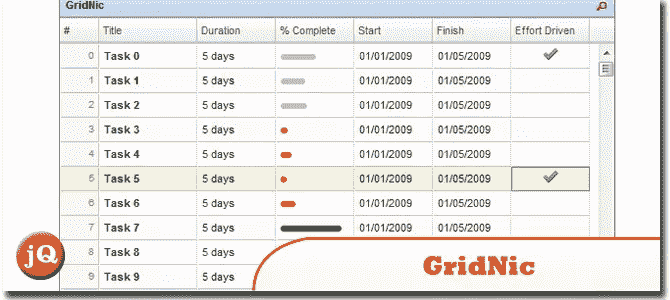 GridNic
# Title Duration % Complete Start Finish Effort Driven
0 Task 0 5 days 01/01/2009 01/05/2009
1 Task 1 5 days 01/01/2009 01/05/2009
2 Task 2 5 days 01/01/2009 01/05/2009
3 Task 3 5 days 01/01/2009 01/05/2009
4 Task 4 5 days 01/01/2009 01/05/2009
5 Task 5 5 days 01/01/2009 01/05/2009
6 Task 6 5 days 01/01/2009 01/05/2009
7 Task 7 5 days 01/01/2009 01/05/2009
8 Task 8 5 days
9 Task 9 5 days
jQ
GridNic